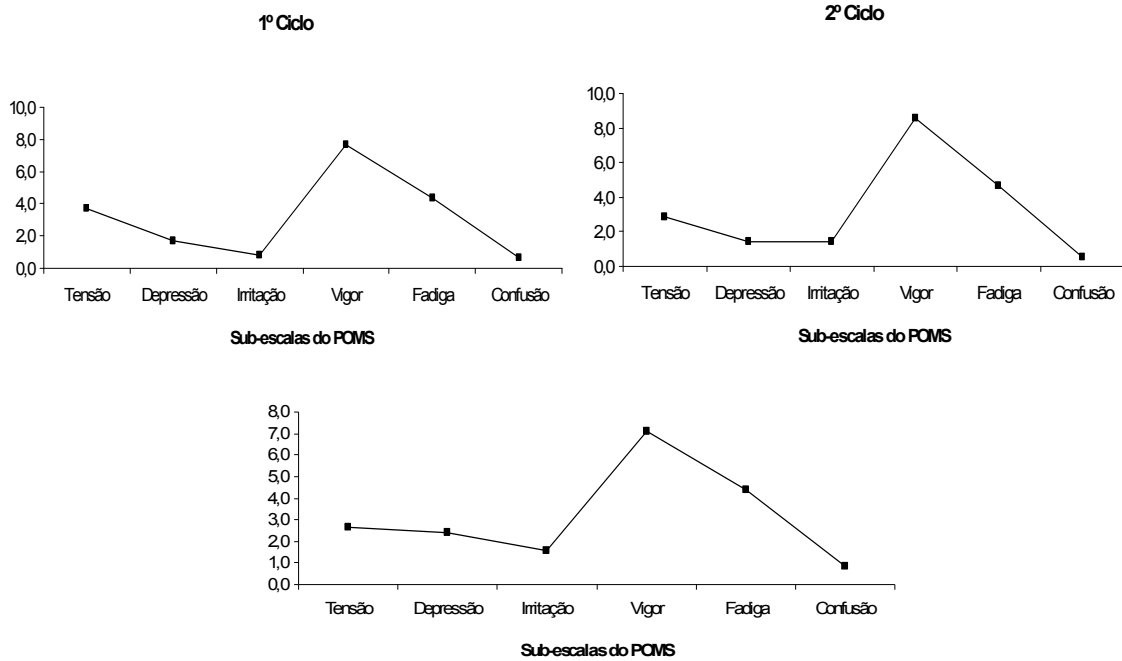 1º Ciclo
10,0
8,0
6,0
4,0
2,0
0,0
Tensão Depressão Irritação Vigor Fadiga Confusão
Sub-escalas do POMS
2º Ciclo
10,0
8,0
6,0
4,0
2,0
0,0
Tensão Depressão Irritação Vigor Fadiga Confusão
Sub-escalas do POMS
8,0
7,0
6,0
5,0
4,0
3,0
2,0
1,0
0,0
Tensão Depressão Irritação Vigor Fadiga Confusão
Sub-escalas do POMS